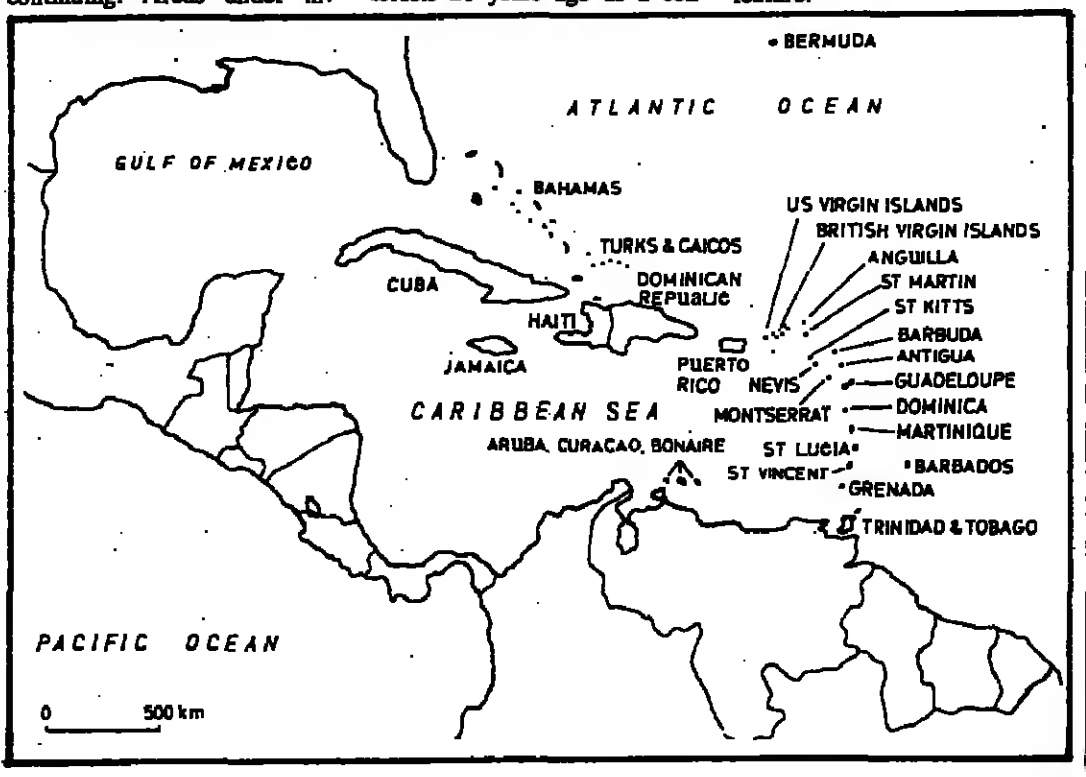 • BERMUDA
ATLANTIC OCEAN
GULF OF MEXICO
BAHAMAS
US VIRGIN ISLANDS
BRITISH VIRGIN ISLANDS
TURKS & CAICOS
ANGUILLA
CUBA
DOMINICAN
REPUBLIC
ST MARTIN
ST KITTS
HAITI
BARBUDA
JAMAICA
PUERTO
RICO
ANTIGUA
NEVIS
GUADELOUPE
CARIBBEAN SEA
MONTSERRAT
DOMINICA
MARTINIQUE
ARUBA, CURACAO, BONAIRE
ST LUCIA
ST VINCENT
BARBADOS
GRENADA
TRINIDAD & TOBAGO
PACIFIC OCEAN
0 500 km